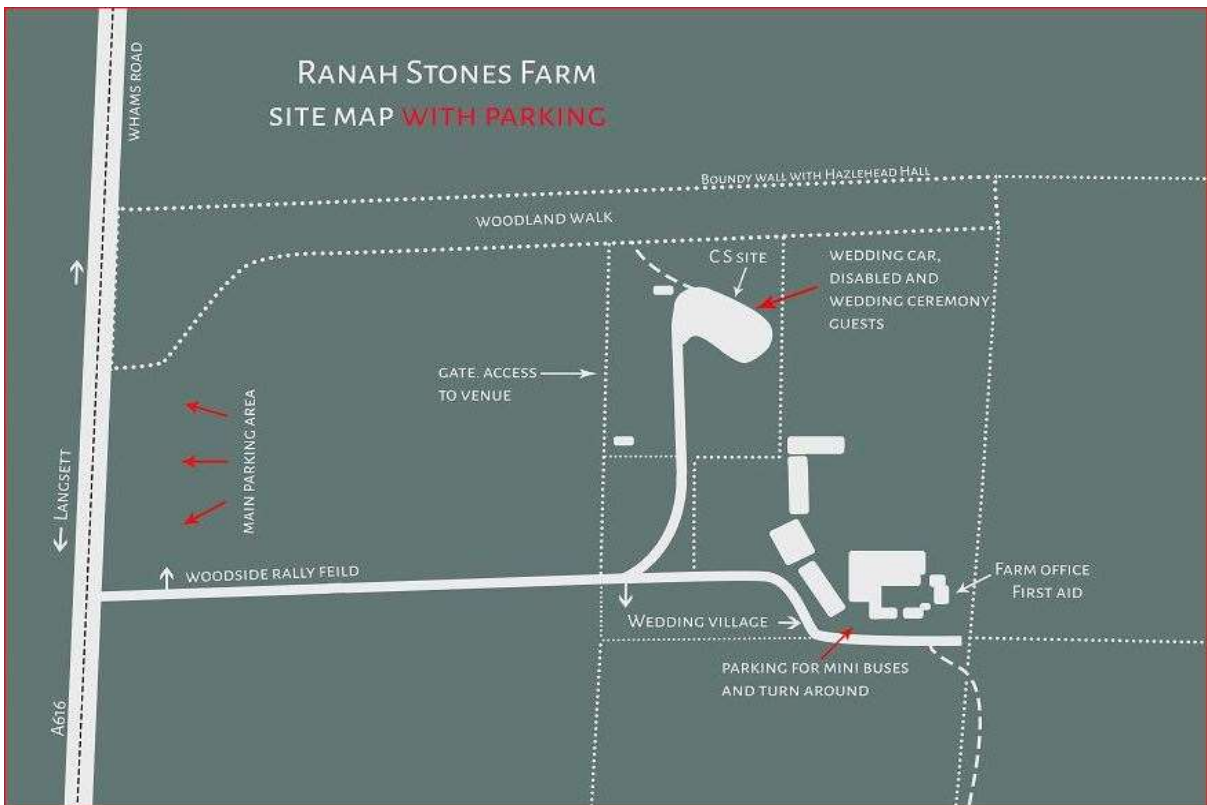 Ranah Stones Farm
site map with parking
Whams Road
Boundy wall with Hazlehead Hall
Woodland Walk
C S site
Wedding car,
disabled and
wedding ceremony
guests
Gate. Access
to venue
Main parking area
Langsett
Woodside Rally Feild
Farm office
First aid
Wedding village
Parking for mini buses
and turn around
A616